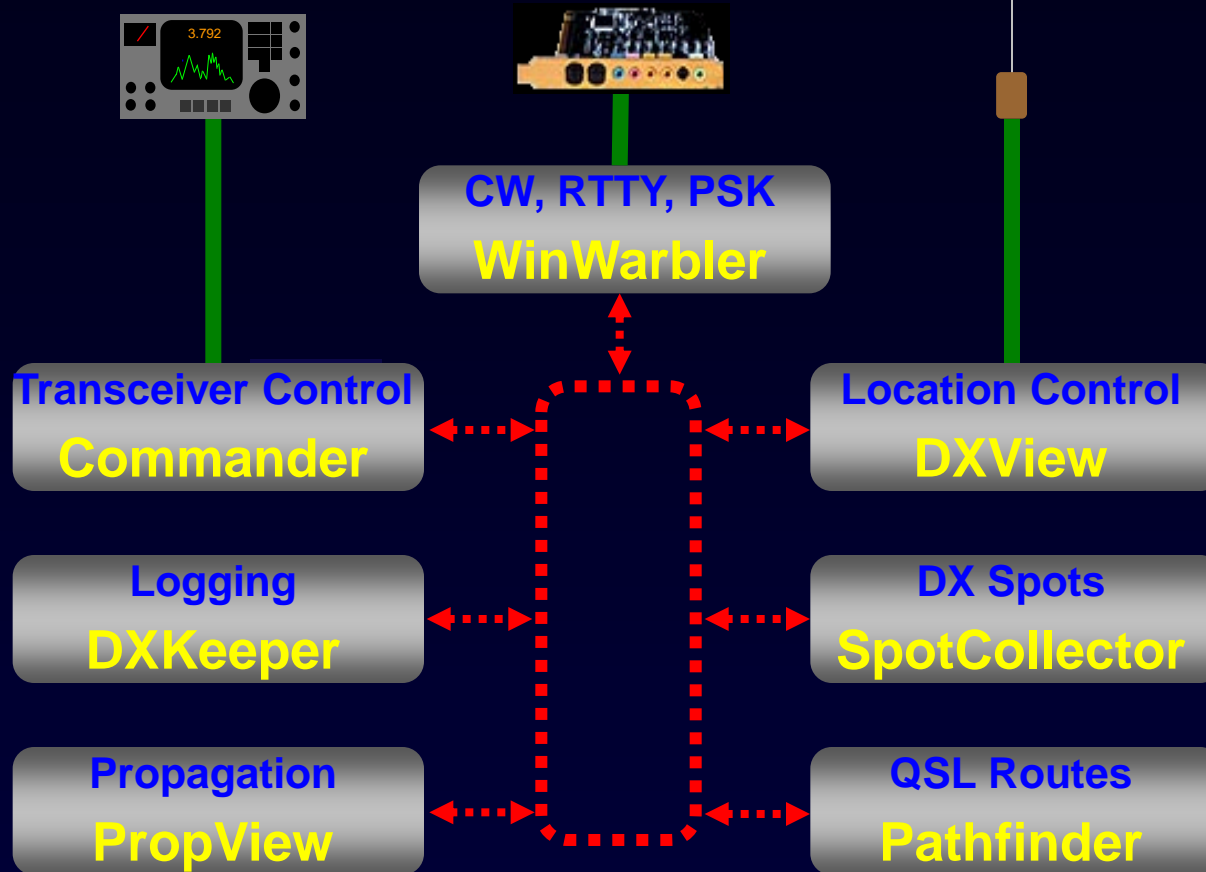 3.792
CW, RTTY, PSK
WinWarbler
Transceiver Control
Commander
Location Control
DXView
Logging
DXKeeper
DX Spots
SpotCollector
Propagation
PropView
QSL Routes
Pathfinder